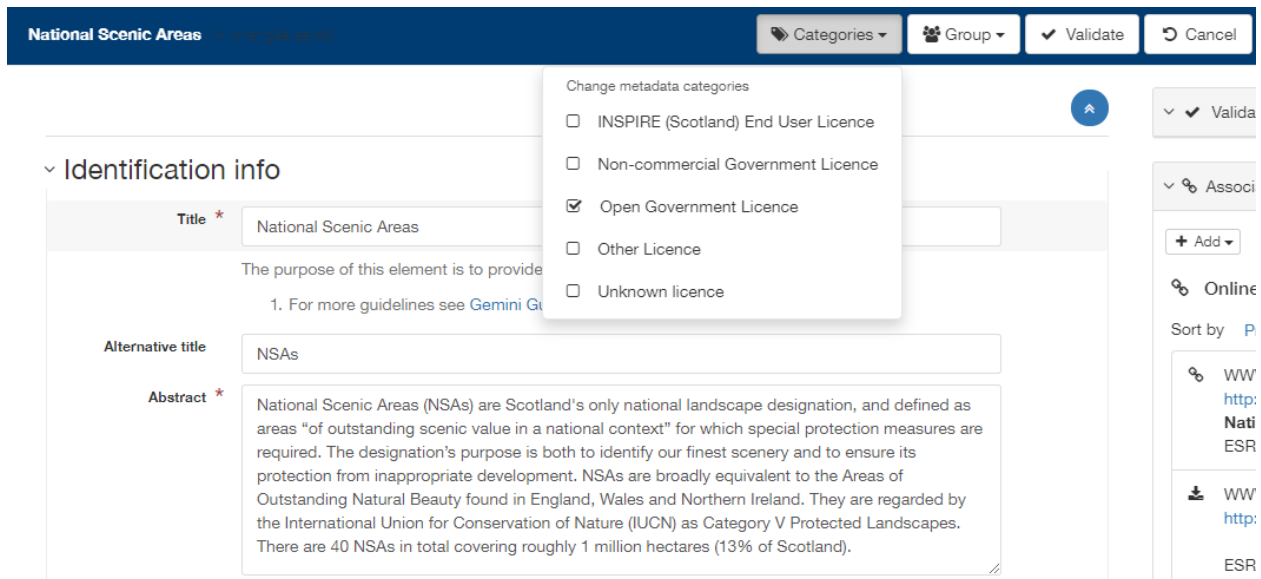 National Scenic Areas
Categories
Group
Validate
Cancel
Change metadata categories
INSPIRE (Scotland) End User Licence
Non-commercial Government Licence
Open Government Licence
Other Licence
Unknown licence
Identification info
Title *
National Scenic Areas
The purpose of this element is to provide
1. For more guidelines see Gemini Gu
Alternative title
NSAs
Abstract *
National Scenic Areas (NSAs) are Scotland's only national landscape designation, and defined as
areas “of outstanding scenic value in a national context” for which special protection measures are
required. The designation’s purpose is both to identify our finest scenery and to ensure its
protection from inappropriate development. NSAs are broadly equivalent to the Areas of
Outstanding Natural Beauty found in England, Wales and Northern Ireland. They are regarded by
the International Union for Conservation of Nature (IUCN) as Category V Protected Landscapes.
There are 40 NSAs in total covering roughly 1 million hectares (13% of Scotland).
Valida
Associ
+ Add
Online
Sort by P
WW
http:
Nati
ESR
WW
http:
ESR